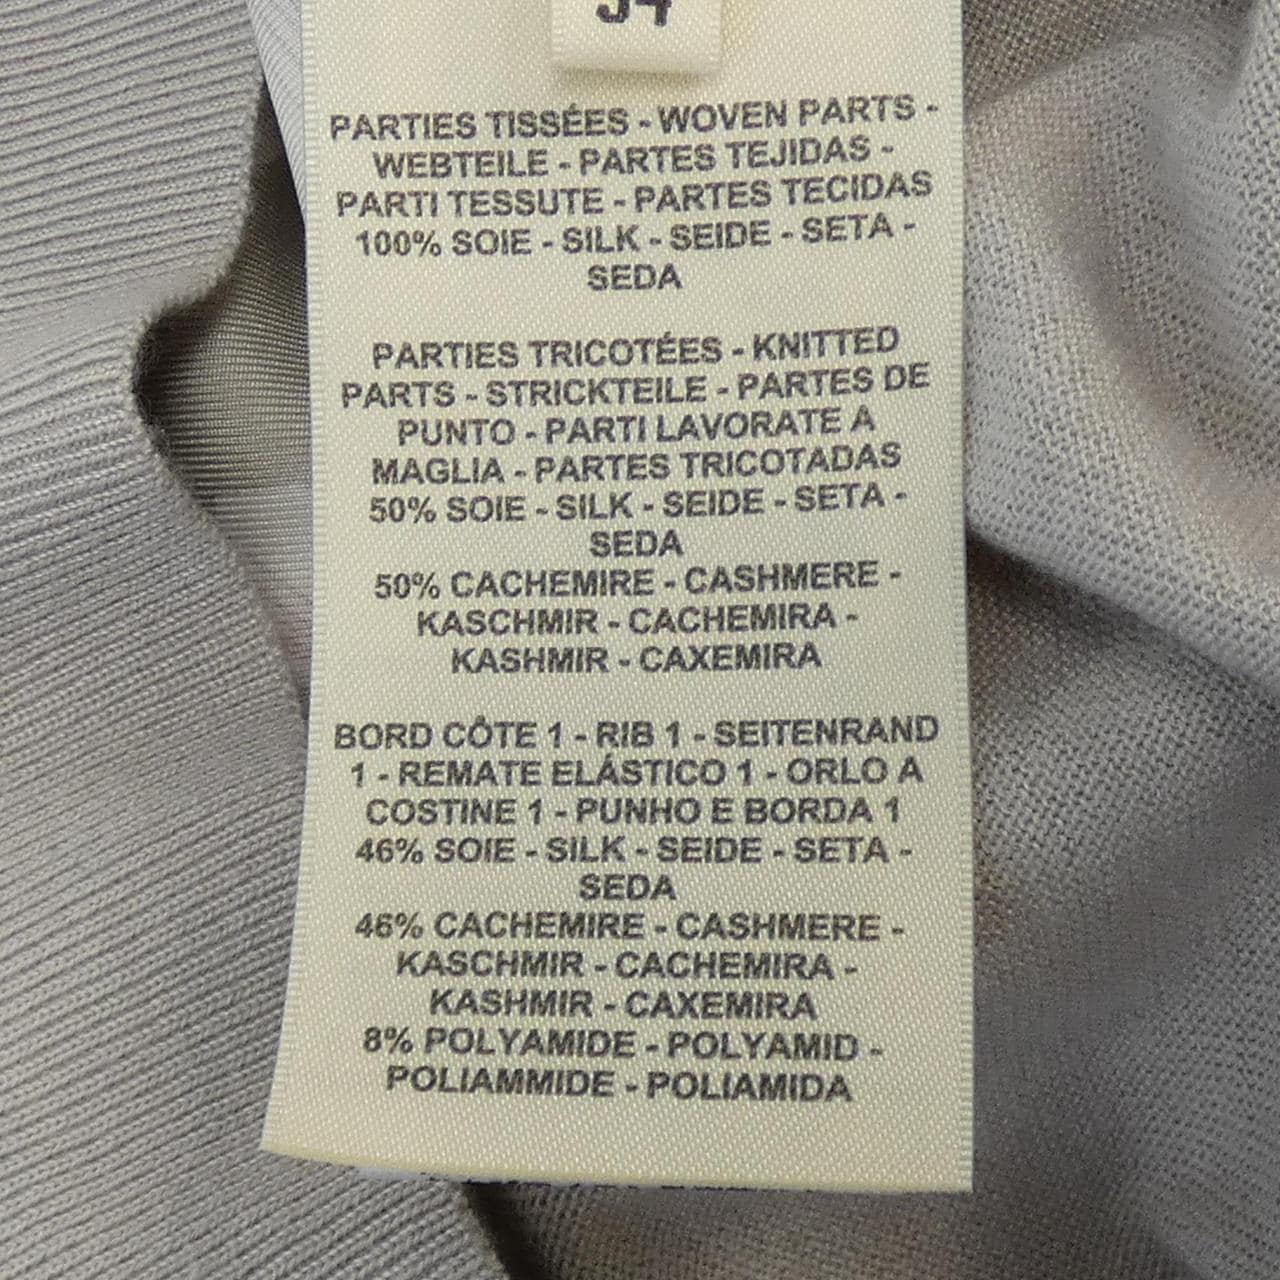 34
PARTIES TISSÉES - WOVEN PARTS -
WEBTEILE - PARTES TEJIDAS -
PARTI TESSUTE - PARTES TECIDAS
100% SOIE - SILK - SEIDE - SETA -
SEDA
PARTIES TRICOTÉES - KNITTED
PARTS - STRICKTEILE - PARTES DE
PUNTO - PARTI LAVORATE A
MAGLIA - PARTES TRICOTADAS
50% SOIE - SILK - SEIDE - SETA -
SEDA
50% CACHEMIRE - CASHMERE -
KASCHMIR - CACHEMIRA -
KASHMIR - CAXEMIRA
BORD CÔTE 1 - RIB 1 - SEITENRAND
1 - REMATE ELÁSTICO 1 - ORLO A
COSTINE 1 - PUNHO E BORDA 1
46% SOIE - SILK - SEIDE - SETA -
SEDA
46% CACHEMIRE - CASHMERE -
KASCHMIR - CACHEMIRA -
KASHMIR - CAXEMIRA
8% POLYAMIDE - POLYAMID -
POLIAMMIDE - POLIAMIDA